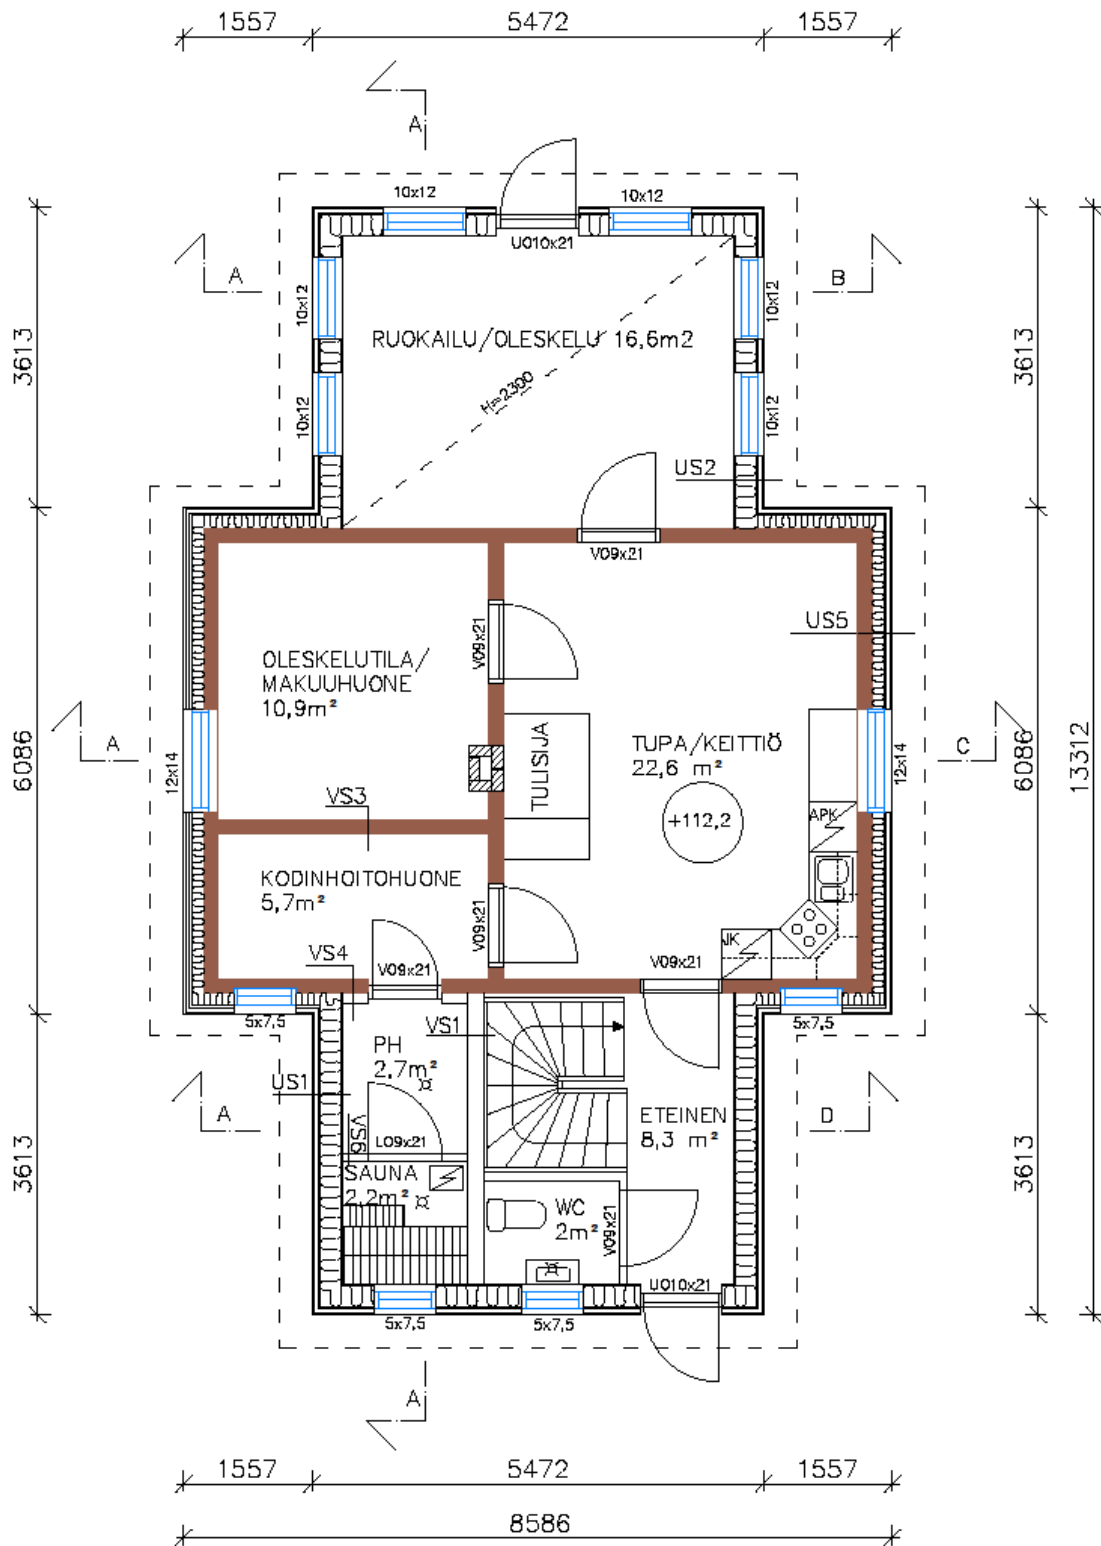 1557
5472
1557
A
10x12
10x12
U010x21
A
B
10x12
10x12
3613
3613
RUOKAILU/OLESKELU 16,6m2
H=2300
10x12
10x12
US2
V09x21
US5
V09x21
OLESKELUTILA/
MAKUUHUONE
10,9m²
TULISIJA
TUPA/KEITTIÖ
22,6 m²
A
C
6086
12x14
12x14
6086
13312
VS3
APK
+112,2
KODINHOITOHUONE
5,7m²
V09x21
JK
VS4
V09x21
V09x21
5x7,5
VS1
5x7,5
PH
2,7m²
US1
A
D
ETEINEN
8,3 m²
VS6
L09x21
3613
3613
SAUNA
2,2m²
WC
2m²
V09x21
U010x21
5x7,5
5x7,5
A
1557
5472
1557
8586